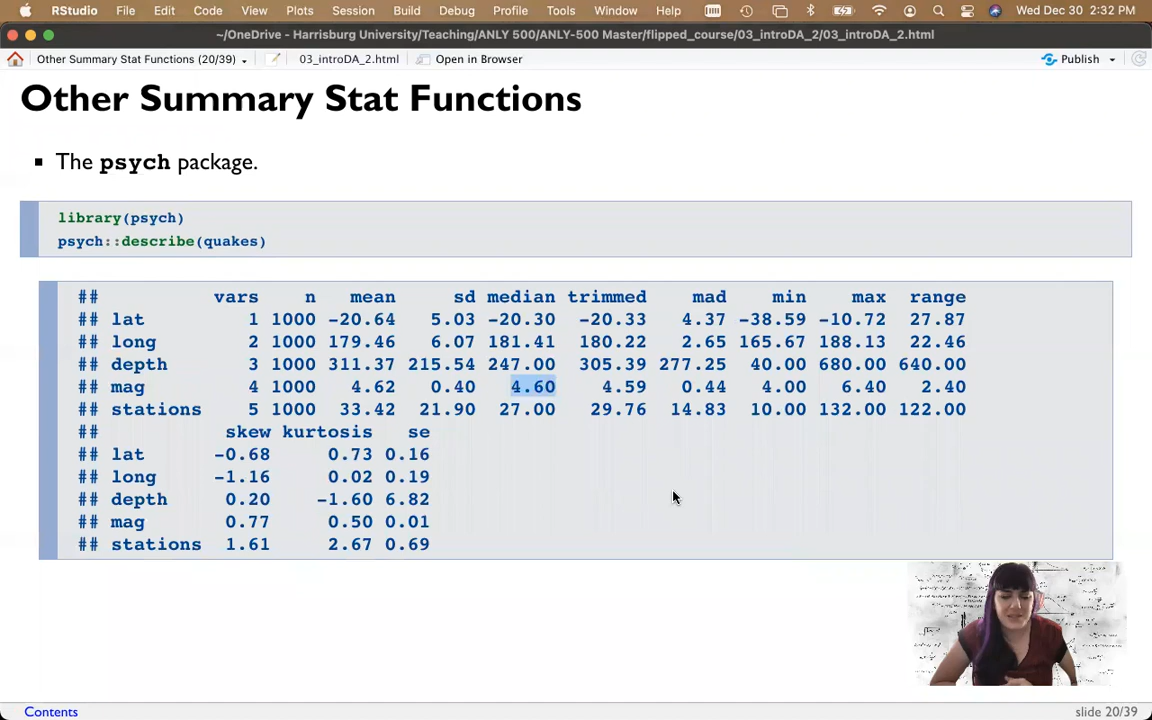 RStudio File Edit Code View Plots Session Build Debug Profile Tools Window Help Wed Dec 30 2:32 PM
~/OneDrive - Harrisburg University/Teaching/ANLY 500/ANLY-500 Master/flipped_course/03_introDA_2/03_introDA_2.html
Other Summary Stat Functions (20/39) 03_introDA_2.html Open in Browser Publish
Other Summary Stat Functions
▪ The psych package.
library(psych)
psych::describe(quakes)
## vars n mean sd median trimmed mad min max range
## lat 1 1000 -20.64 5.03 -20.30 -20.33 4.37 -38.59 -10.72 27.87
## long 2 1000 179.46 6.07 181.41 180.22 2.65 165.67 188.13 22.46
## depth 3 1000 311.37 215.54 247.00 305.39 277.25 40.00 680.00 640.00
## mag 4 1000 4.62 0.40 4.60 4.59 0.44 4.00 6.40 2.40
## stations 5 1000 33.42 21.90 27.00 29.76 14.83 10.00 132.00 122.00
## skew kurtosis se
## lat -0.68 0.73 0.16
## long -1.16 0.02 0.19
## depth 0.20 -1.60 6.82
## mag 0.77 0.50 0.01
## stations 1.61 2.67 0.69
Contents slide 20/39